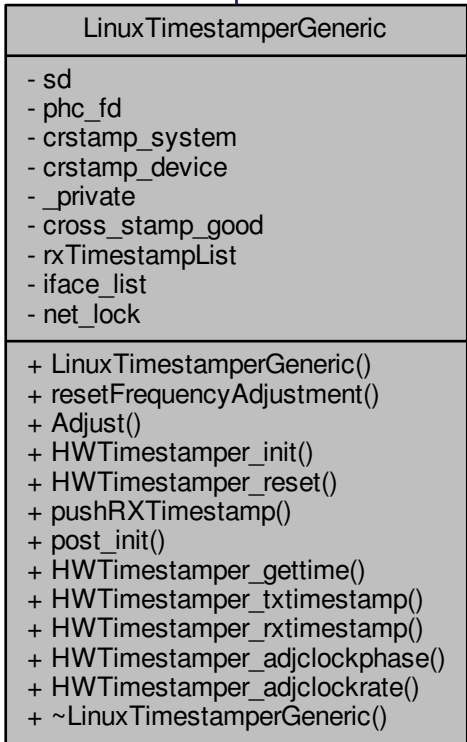 LinuxTimestamperGeneric
- sd
- phc_fd
- crstamp_system
- crstamp_device
- _private
- cross_stamp_good
- rxTimestampList
- iface_list
- net_lock
+ LinuxTimestamperGeneric()
+ resetFrequencyAdjustment()
+ Adjust()
+ HWTimestamper_init()
+ HWTimestamper_reset()
+ pushRXTimestamp()
+ post_init()
+ HWTimestamper_gettime()
+ HWTimestamper_txtimestamp()
+ HWTimestamper_rxtimestamp()
+ HWTimestamper_adjclockphase()
+ HWTimestamper_adjclockrate()
+ ~LinuxTimestamperGeneric()